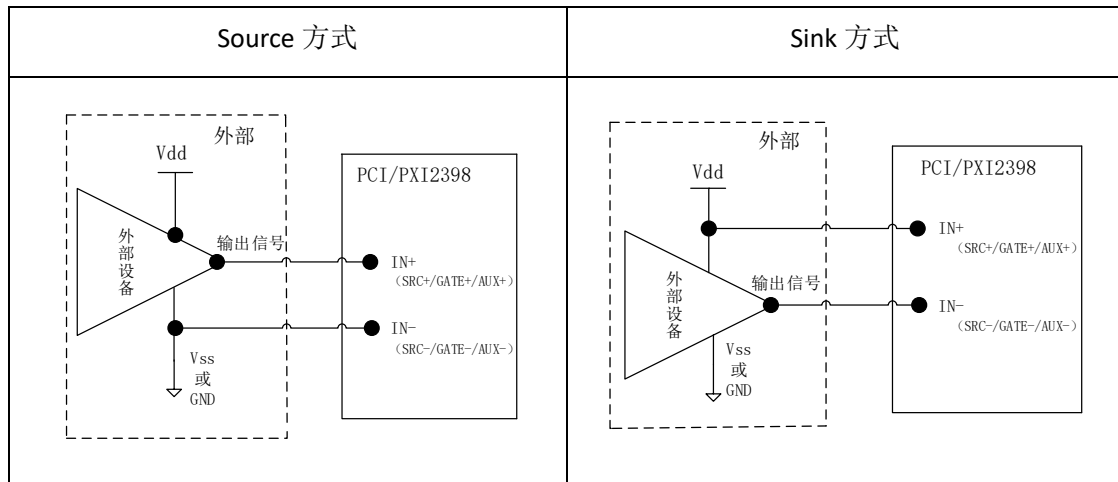 Source 方式
Sink 方式
外部
Vdd
外部设备
输出信号
Vss
或
GND
PCI/PXI2398
IN+
（SRC+/GATE+/AUX+）
IN-
（SRC-/GATE-/AUX-）
外部
Vdd
外部设备
输出信号
Vss
或
GND
PCI/PXI2398
IN+
（SRC+/GATE+/AUX+）
IN-
（SRC-/GATE-/AUX-）